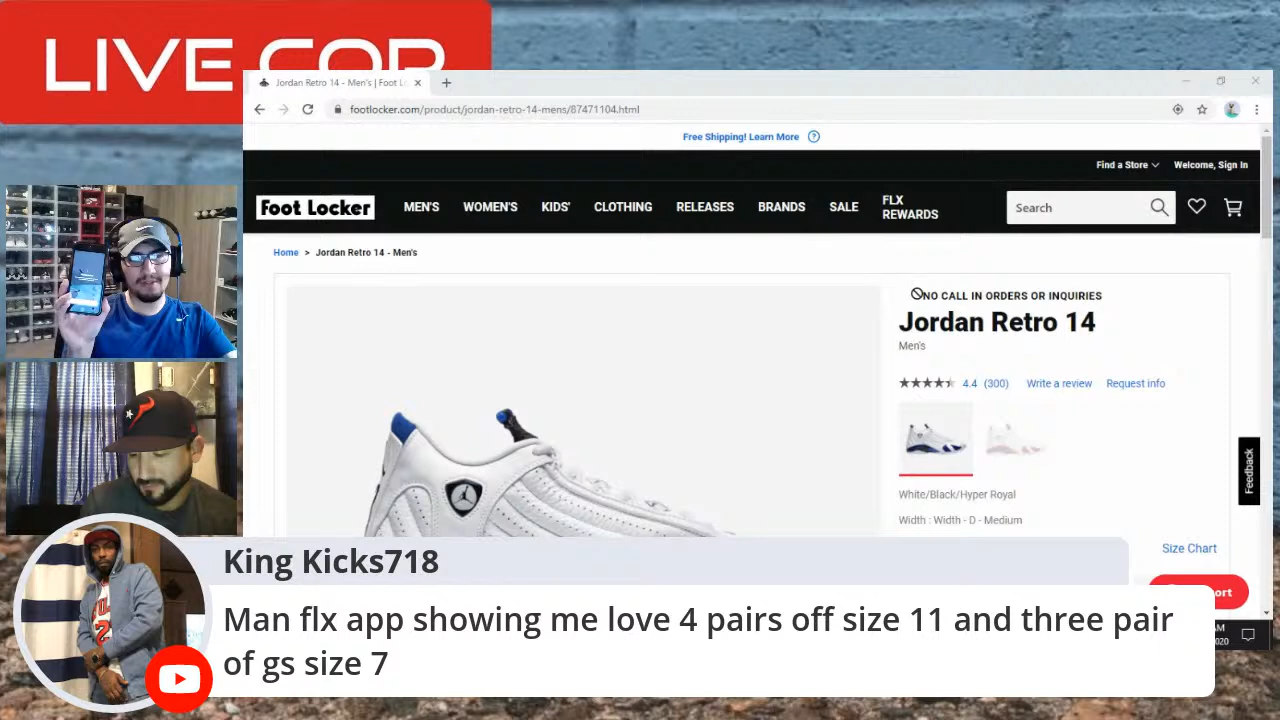 LIVE COP
Jordan Retro 14 - Men's | Foot L
footlocker.com/product/jordan-retro-14-mens/87471104.html
Free Shipping! Learn More ?
Find a Store
Welcome, Sign In
Foot Locker
MEN'S
WOMEN'S
KIDS'
CLOTHING
RELEASES
BRANDS
SALE
FLX
REWARDS
Search
Home > Jordan Retro 14 - Men's
NO CALL IN ORDERS OR INQUIRIES
Jordan Retro 14
Men's
4.4 (300) Write a review Request info
White/Black/Hyper Royal
Width : Width - D - Medium
Size Chart
Feedback
King Kicks718
Man flx app showing me love 4 pairs off size 11 and three pair
of gs size 7